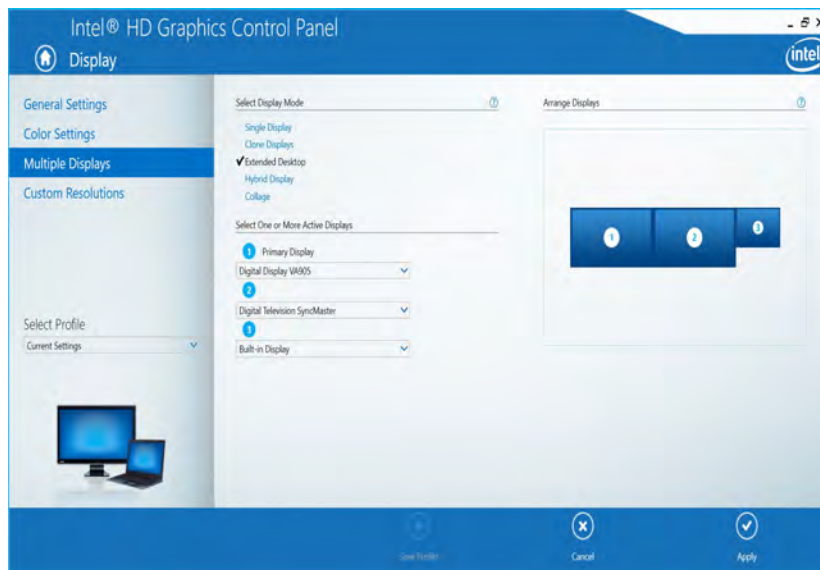 Intel® HD Graphics Control Panel
Display
intel
General Settings
Color Settings
Multiple Displays
Custom Resolutions
Select Profile
Current Settings
Select Display Mode
Single Display
Clone Displays
Extended Desktop
Hybrid Display
Collage
Select One or More Active Displays
1 Primary Display
Digital Display VA905
2
Digital Television SyncMaster
3
Built-in Display
Arrange Displays
1 2 3
Save Profile
Cancel
Apply